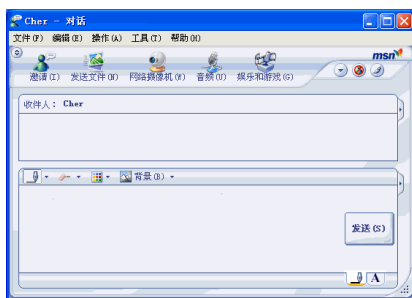 Cher - 对话
文件(F) 编辑(E) 操作(A) 工具(T) 帮助(H)
msn
邀请(I) 发送文件(N) 网络摄像机(W) 音频(U) 娱乐和游戏(G)
收件人: Cher
背景(B)
发送(S)
A